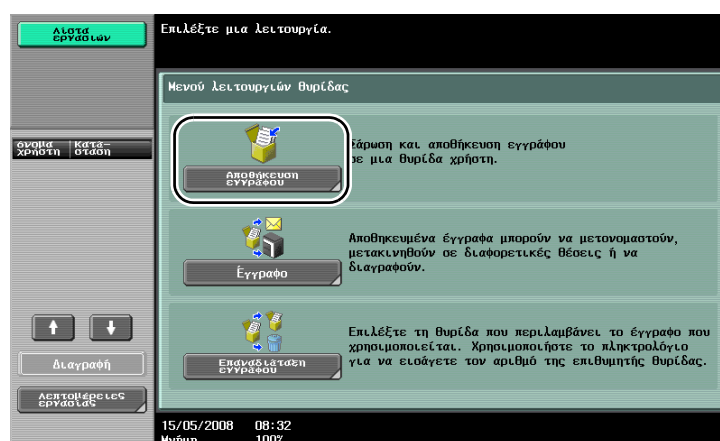 Λίστα
εργασιών
Επιλέξτε μια λειτουργία.
Μενού λειτουργιών θυρίδας
όνομα
χρήστη
Κατά-
σταση
Αποθήκευση
εγγράφου
Σάρωση και αποθήκευση εγγράφου
σε μια θυρίδα χρήστη.
Έγγραφο
Αποθηκευμένα έγγραφα μπορούν να μετονομαστούν,
μετακινηθούν σε διαφορετικές θέσεις ή να
διαγραφούν.
Επαναδιάταξη
εγγράφου
Επιλέξτε τη θυρίδα που περιλαμβάνει το έγγραφο που
χρησιμοποιείται. Χρησιμοποιήστε το πληκτρολόγιο
για να εισάγετε τον αριθμό της επιθυμητής θυρίδας.
Διαγραφή
Λεπτομέρειες
εργασίας
15/05/2008 08:32
Μνήμη 100%